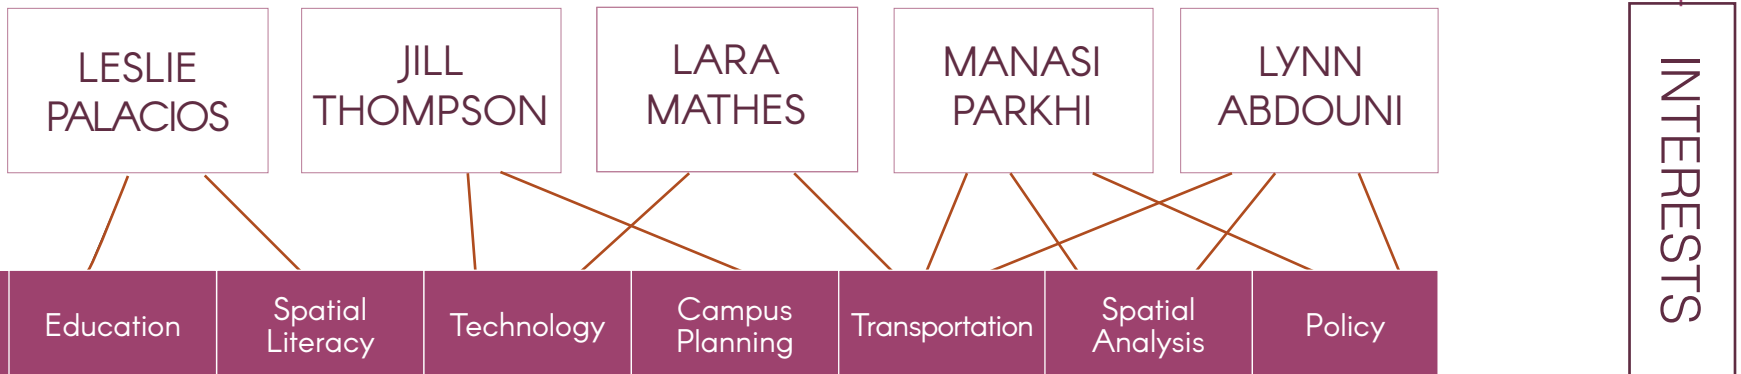 LESLIE
PALACIOS
JILL
THOMPSON
LARA
MATHES
MANASI
PARKHI
LYNN
ABDOUNI
INTERESTS
Education
Spatial
Literacy
Technology
Campus
Planning
Transportation
Spatial
Analysis
Policy